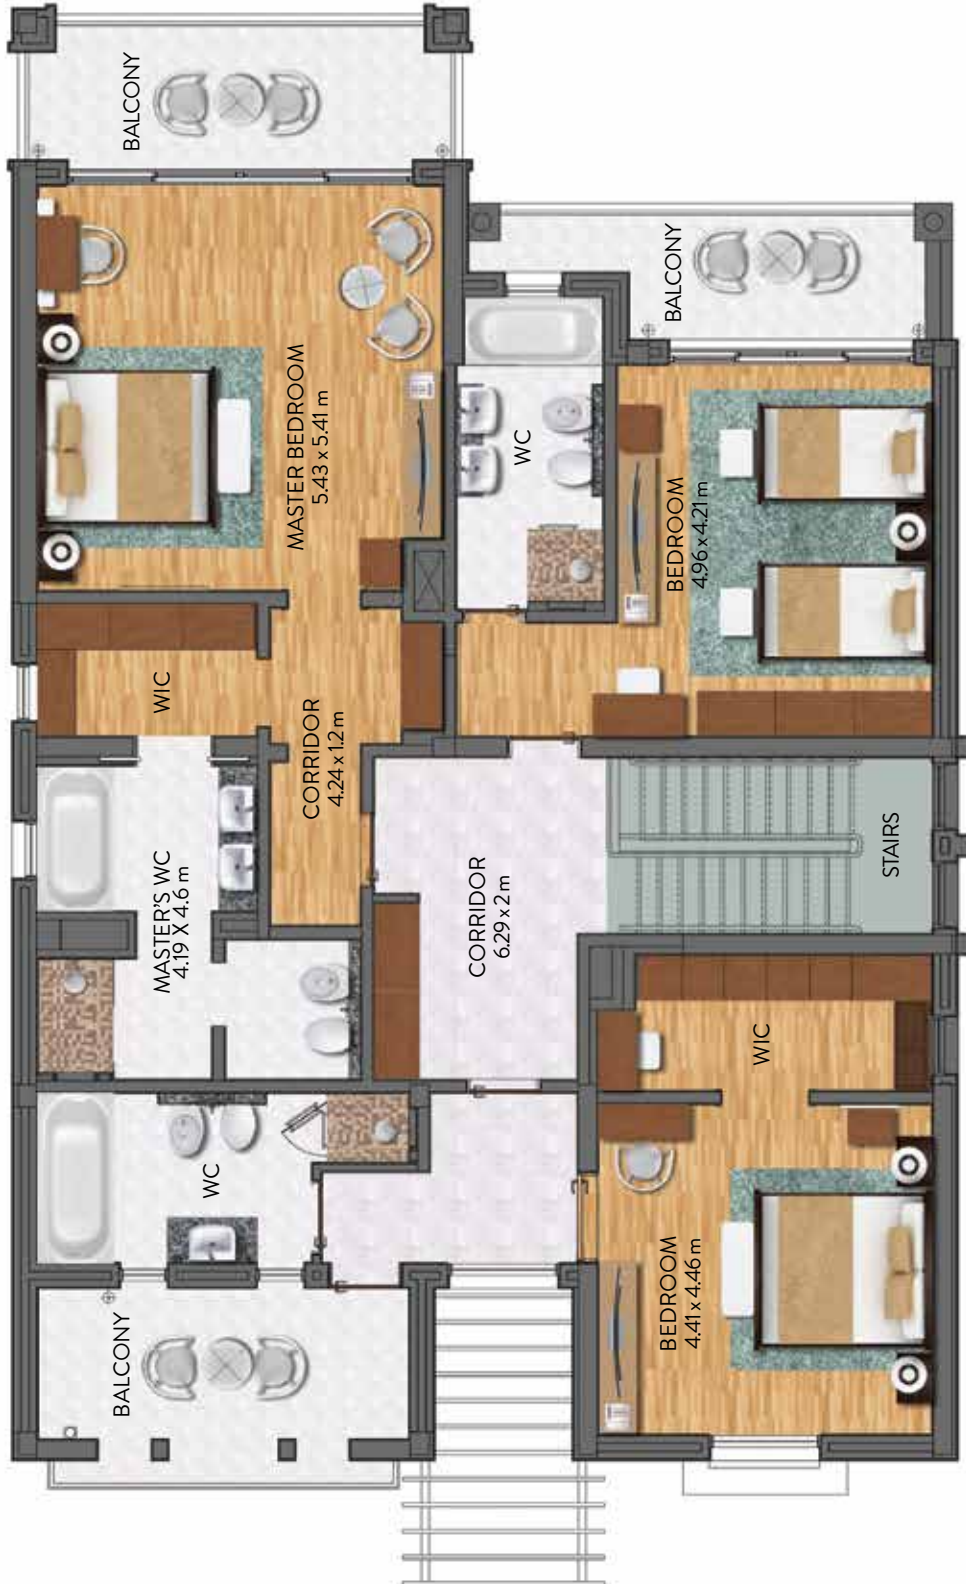 BALCONY
BALCONY
MASTER BEDROOM
5.43 x 5.41 m
WC
BEDROOM
4.96 x 4.21 m
WIC
CORRIDOR
4.24 x 1.2 m
MASTER'S WC
4.19 X 4.6 m
CORRIDOR
6.29 x 2 m
STAIRS
WIC
WC
BEDROOM
4.41 x 4.46 m
BALCONY